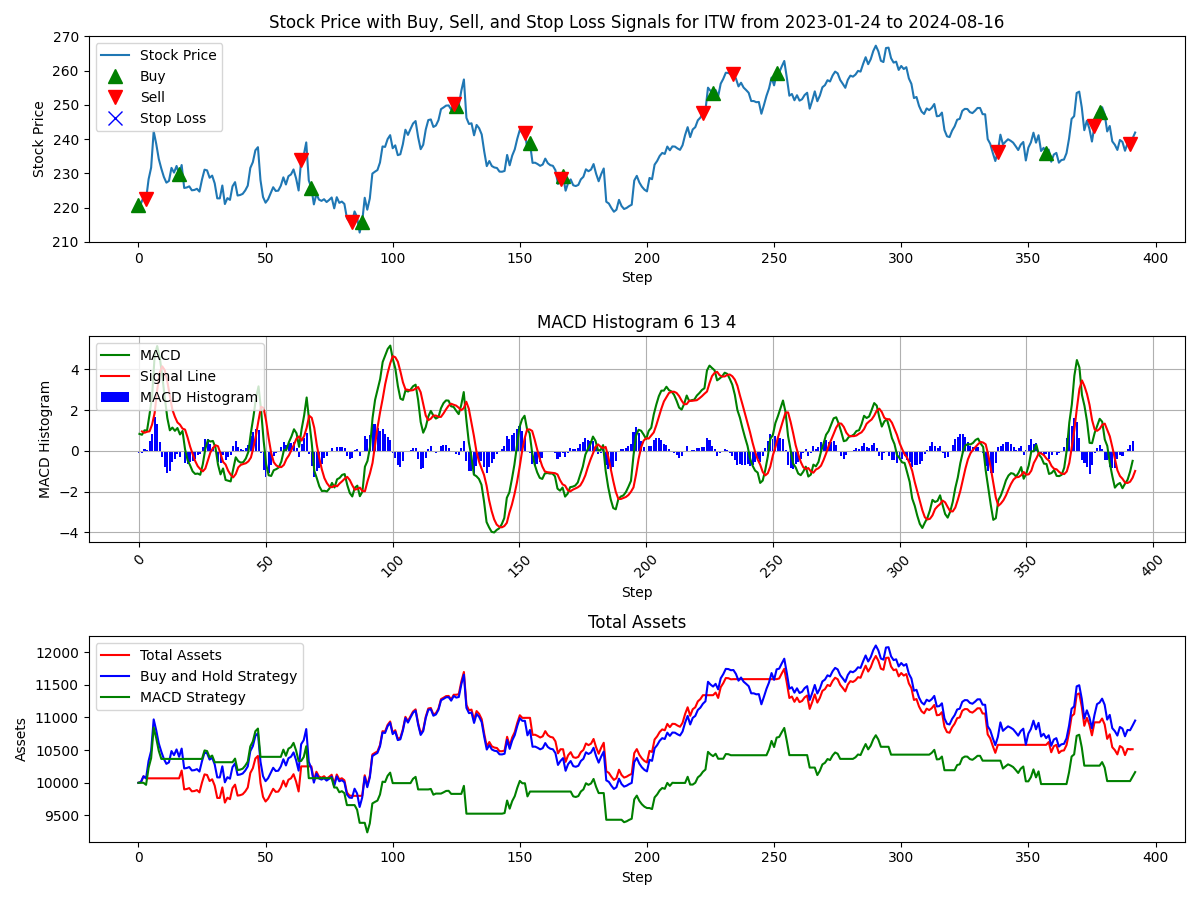 Stock Price with Buy, Sell, and Stop Loss Signals for ITW from 2023-01-24 to 2024-08-16
Stock Price
270
260
250
240
230
220
210
Stock Price
Buy
Sell
Stop Loss
0 50 100 150 200 250 300 350 400
Step
MACD Histogram 6 13 4
MACD Histogram
4
2
0
−2
−4
MACD
Signal Line
MACD Histogram
0 50 100 150 200 250 300 350 400
Step
Total Assets
Assets
12000
11500
11000
10500
10000
9500
Total Assets
Buy and Hold Strategy
MACD Strategy
0 50 100 150 200 250 300 350 400
Step